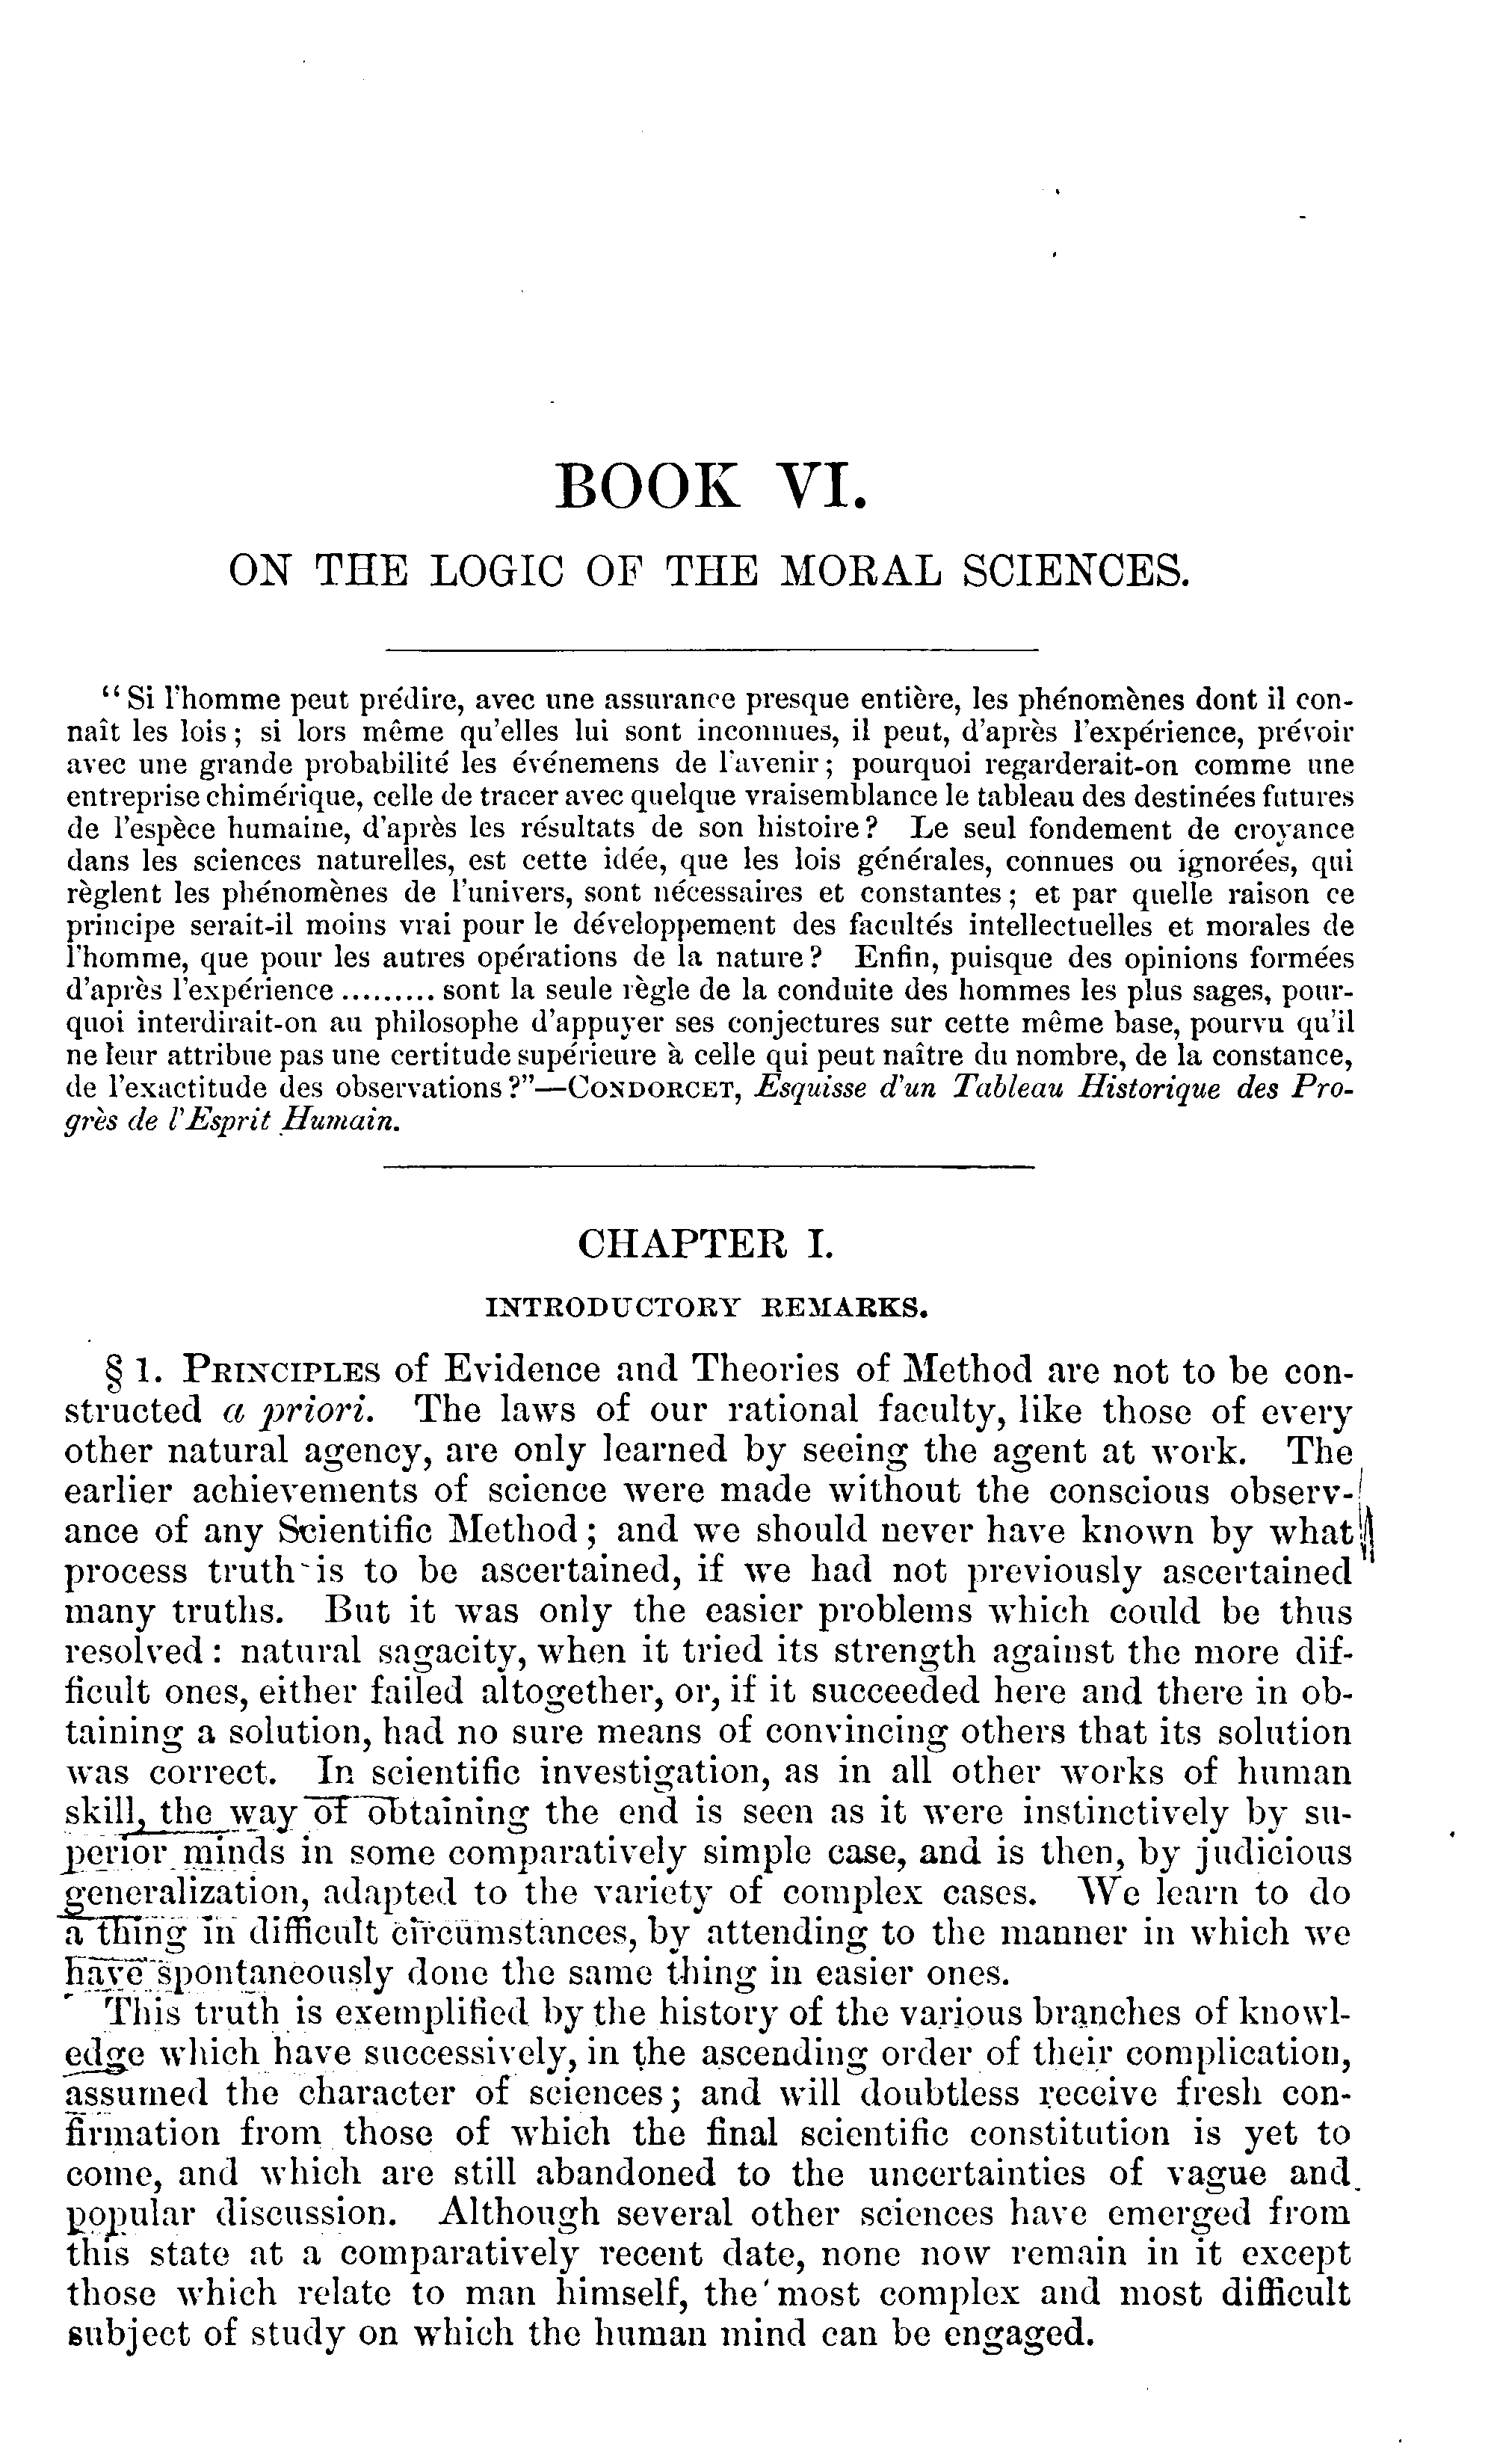 BOOK VI.
ON THE LOGIC OF THE MORAL SCIENCES.
“Si l'homme peut prédire, avec une assurance presque entière, les phénomènes dont il con-
naît les lois; si lors même qu'elles lui sont inconnues, il peut, d'après l'expérience, prévoir
avec une grande probabilité les événemens de l'avenir; pourquoi regarderait-on comme une
entreprise chimérique, celle de tracer avec quelque vraisemblance le tableau des destinées futures
de l'espèce humaine, d'après les résultats de son histoire? Le seul fondement de croyance
dans les sciences naturelles, est cette idée, que les lois générales, connues ou ignorées, qui
règlent les phénomènes de l'univers, sont nécessaires et constantes; et par quelle raison ce
principe serait-il moins vrai pour le développement des facultés intellectuelles et morales de
l'homme, que pour les autres opérations de la nature? Enfin, puisque des opinions formées
d'après l'expérience ......... sont la seule règle de la conduite des hommes les plus sages, pour-
quoi interdirait-on au philosophe d'appuyer ses conjectures sur cette même base, pourvu qu'il
ne leur attribue pas une certitude supérieure à celle qui peut naître du nombre, de la constance,
de l'exactitude des observations?”—CONDORCET, Esquisse d'un Tableau Historique des Pro-
grès de l'Esprit Humain.
CHAPTER I.
INTRODUCTORY REMARKS.
§ 1. PRINCIPLES of Evidence and Theories of Method are not to be con-
structed a priori. The laws of our rational faculty, like those of every
other natural agency, are only learned by seeing the agent at work. The
earlier achievements of science were made without the conscious observ-
ance of any Scientific Method; and we should never have known by what
process truth is to be ascertained, if we had not previously ascertained
many truths. But it was only the easier problems which could be thus
resolved: natural sagacity, when it tried its strength against the more dif-
ficult ones, either failed altogether, or, if it succeeded here and there in ob-
taining a solution, had no sure means of convincing others that its solution
was correct. In scientific investigation, as in all other works of human
skill, the way of obtaining the end is seen as it were instinctively by su-
perior minds in some comparatively simple case, and is then, by judicious
generalization, adapted to the variety of complex cases. We learn to do
a thing in difficult circumstances, by attending to the manner in which we
have spontaneously done the same thing in easier ones.
This truth is exemplified by the history of the various branches of knowl-
edge which have successively, in the ascending order of their complication,
assumed the character of sciences; and will doubtless receive fresh con-
firmation from those of which the final scientific constitution is yet to
come, and which are still abandoned to the uncertainties of vague and
popular discussion. Although several other sciences have emerged from
this state at a comparatively recent date, none now remain in it except
those which relate to man himself, the most complex and most difficult
subject of study on which the human mind can be engaged.